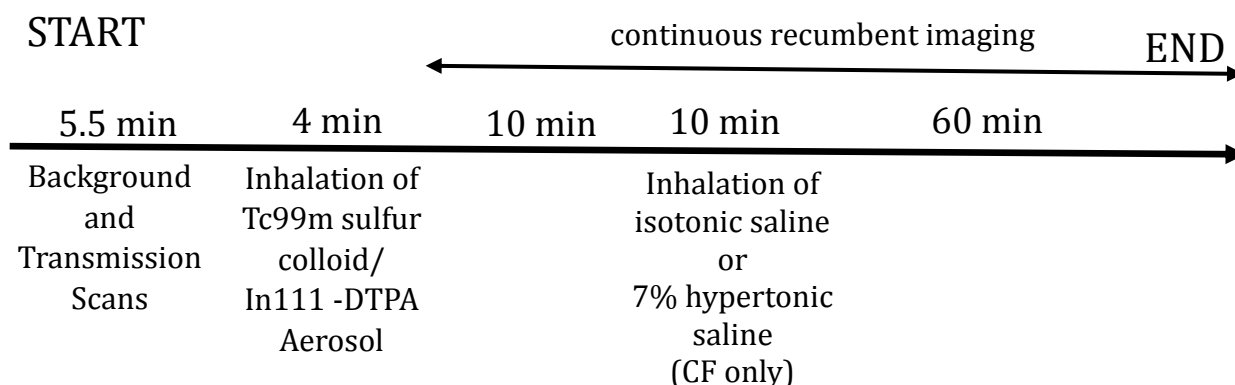 START
continuous recumbent imaging
END
5.5 min
4 min
10 min
10 min
60 min
Background
and
Transmission
Scans
Inhalation of
Tc99m sulfur
colloid/
In111 -DTPA
Aerosol
Inhalation of
isotonic saline
or
7% hypertonic
saline
(CF only)